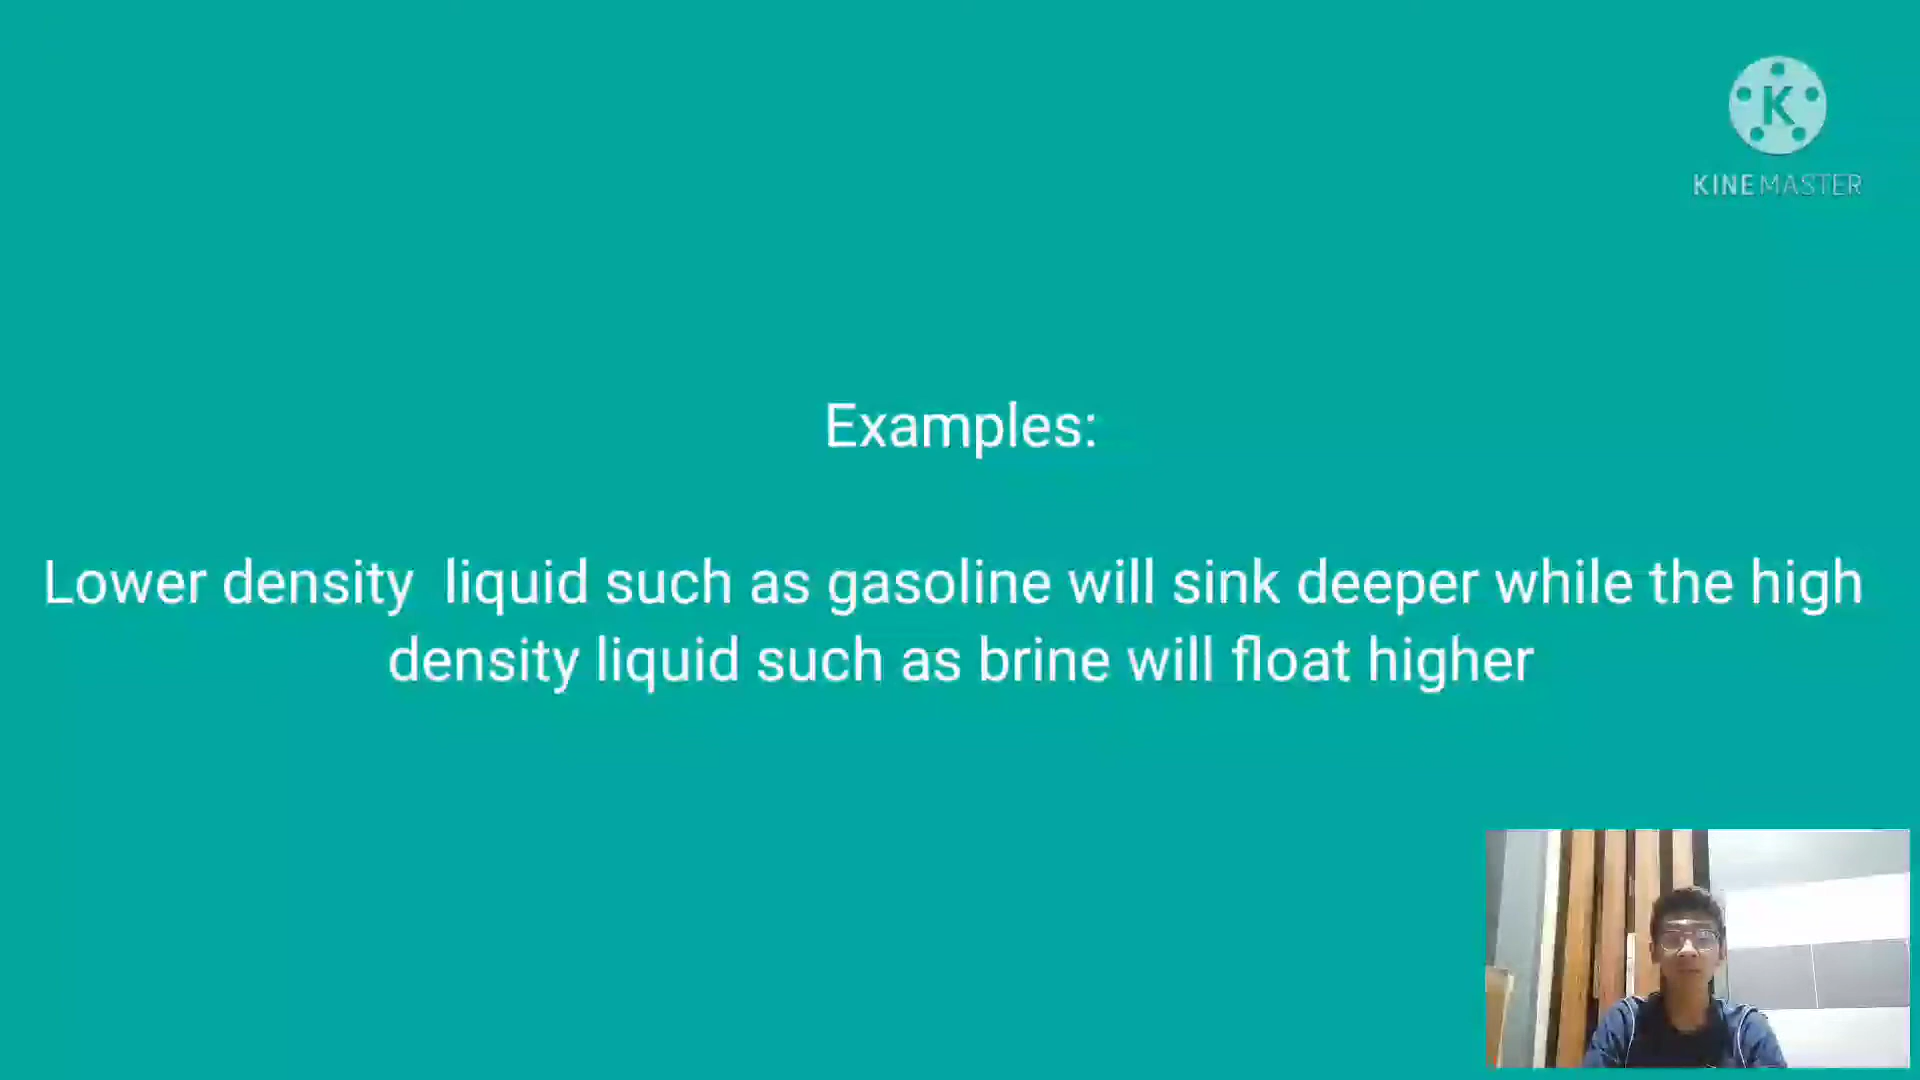 K
KINEMASTER
Examples:
Lower density liquid such as gasoline will sink deeper while the high
density liquid such as brine will float higher